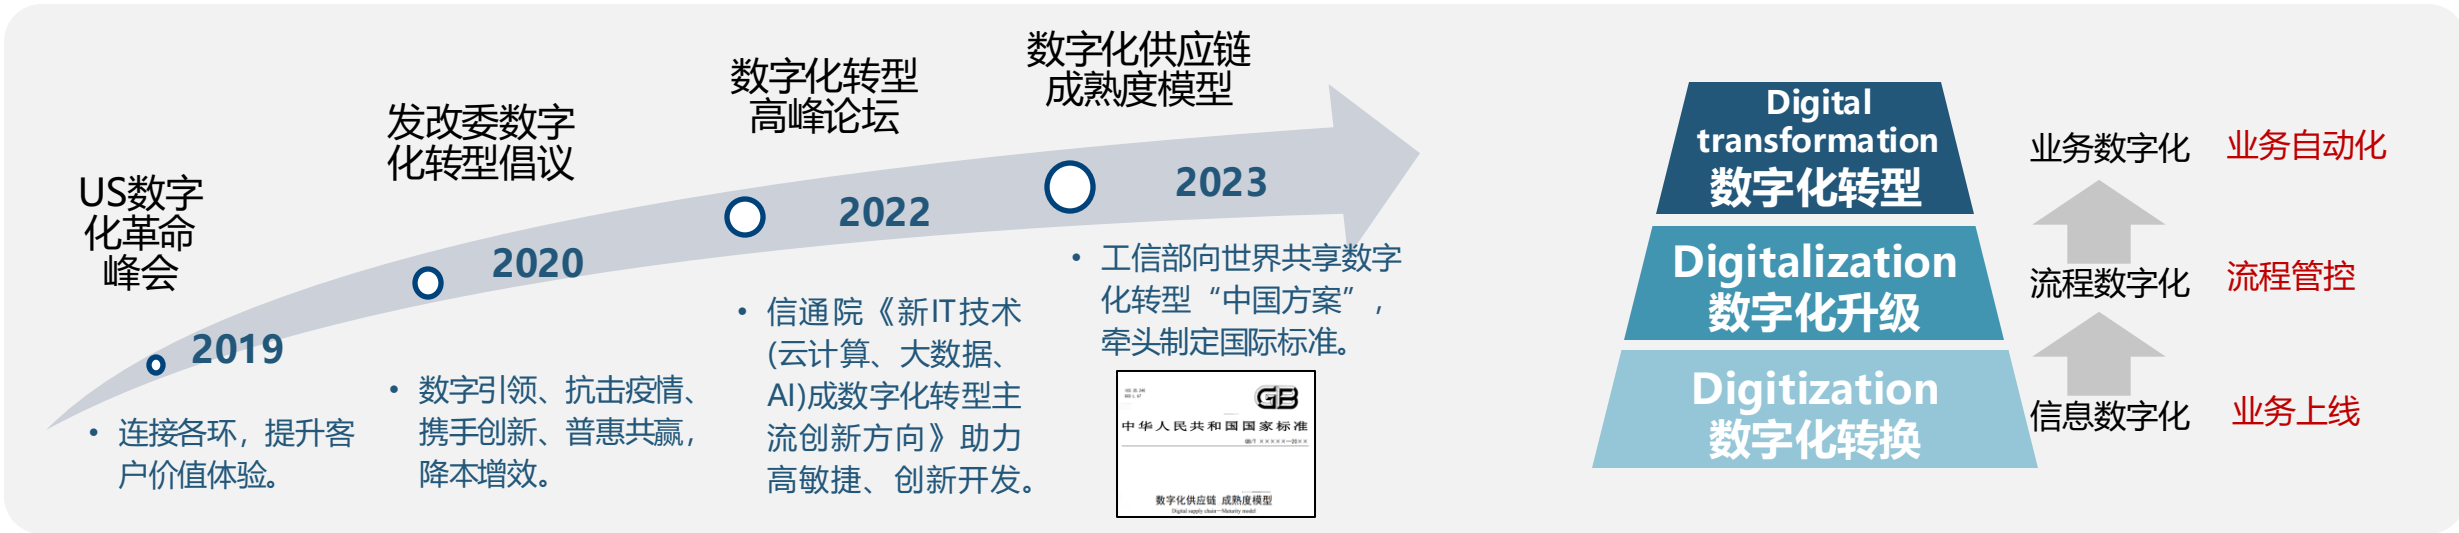 US数字
化革命
峰会
2019
• 连接各环，提升客
户价值体验。
发改委数字
化转型倡议
2020
• 数字引领、抗击疫情、
携手创新、普惠共赢，
降本增效。
数字化转型
高峰论坛
2022
• 信通院《新IT技术
(云计算、大数据、
AI)成数字化转型主
流创新方向》助力
高敏捷、创新开发。
数字化供应链
成熟度模型
2023
• 工信部向世界共享数字
化转型“中国方案”，
牵头制定国际标准。
GB
中华人民共和国国家标准
GB/T ×××××—20××
数字化供应链 成熟度模型
Digital supply chain—Maturity model
Digital
transformation
数字化转型
业务数字化 业务自动化
Digitalization
数字化升级
流程数字化 流程管控
Digitization
数字化转换
信息数字化 业务上线